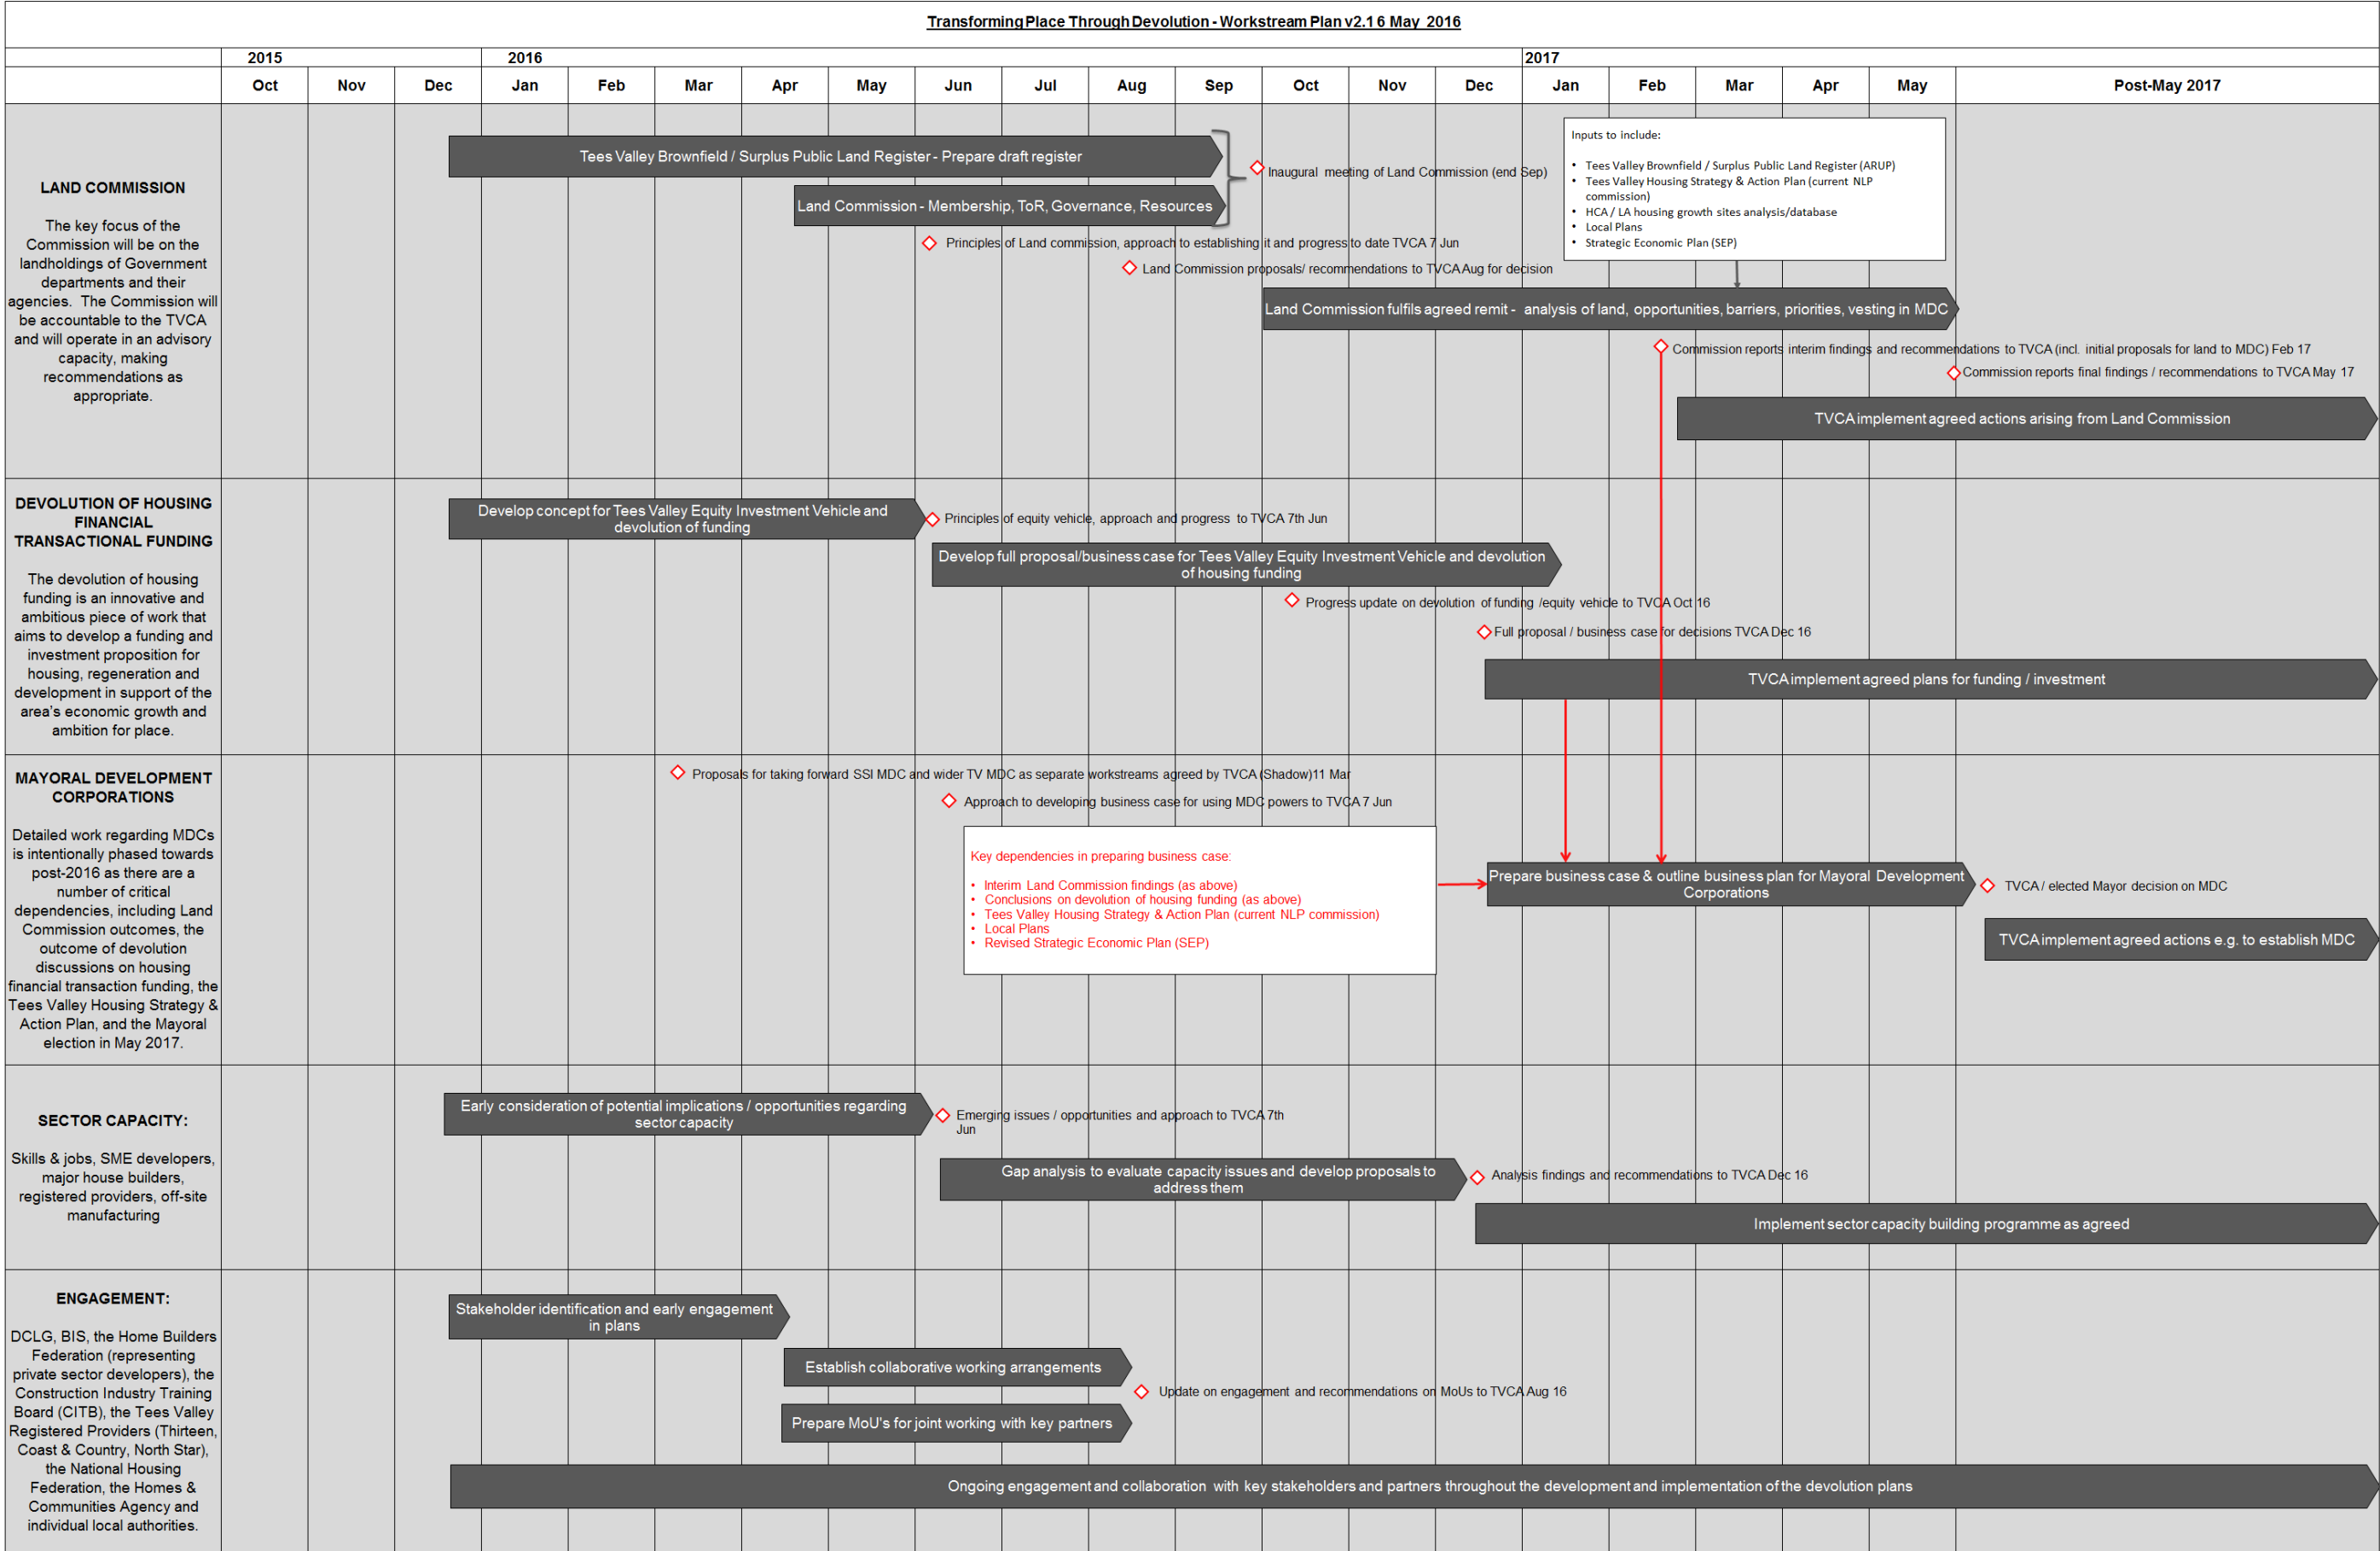 Transforming Place Through Devolution - Workstream Plan v2.1 6 May 2016
2015
2016
2017
Oct
Nov
Dec
Jan
Feb
Mar
Apr
May
Jun
Jul
Aug
Sep
Oct
Nov
Dec
Jan
Feb
Mar
Apr
May
Post-May 2017
LAND COMMISSION
The key focus of the
Commission will be on the
landholdings of Government
departments and their
agencies. The Commission will
be accountable to the TVCA
and will operate in an advisory
capacity, making
recommendations as
appropriate.
Tees Valley Brownfield / Surplus Public Land Register - Prepare draft register
Land Commission - Membership, ToR, Governance, Resources
Inaugural meeting of Land Commission (end Sep)
Principles of Land commission, approach to establishing it and progress to date TVCA 7 Jun
Land Commission proposals/ recommendations to TVCA Aug for decision
Inputs to include:
• Tees Valley Brownfield / Surplus Public Land Register (ARUP)
• Tees Valley Housing Strategy & Action Plan (current NLP
commission)
• HCA / LA housing growth sites analysis/database
• Local Plans
• Strategic Economic Plan (SEP)
Land Commission fulfils agreed remit - analysis of land, opportunities, barriers, priorities, vesting in MDC
Commission reports interim findings and recommendations to TVCA (incl. initial proposals for land to MDC) Feb 17
Commission reports final findings / recommendations to TVCA May 17
TVCA implement agreed actions arising from Land Commission
DEVOLUTION OF HOUSING
FINANCIAL
TRANSACTIONAL FUNDING
The devolution of housing
funding is an innovative and
ambitious piece of work that
aims to develop a funding and
investment proposition for
housing, regeneration and
development in support of the
area's economic growth and
ambition for place.
Develop concept for Tees Valley Equity Investment Vehicle and
devolution of funding
Principles of equity vehicle, approach and progress to TVCA 7th Jun
Develop full proposal/business case for Tees Valley Equity Investment Vehicle and devolution
of housing funding
Progress update on devolution of funding /equity vehicle to TVCA Oct 16
Full proposal / business case for decisions TVCA Dec 16
TVCA implement agreed plans for funding / investment
MAYORAL DEVELOPMENT
CORPORATIONS
Detailed work regarding MDCs
is intentionally phased towards
post-2016 as there are a
number of critical
dependencies, including Land
Commission outcomes, the
outcome of devolution
discussions on housing
financial transaction funding, the
Tees Valley Housing Strategy &
Action Plan, and the Mayoral
election in May 2017.
Proposals for taking forward SSI MDC and wider TV MDC as separate workstreams agreed by TVCA (Shadow)11 Mar
Approach to developing business case for using MDC powers to TVCA 7 Jun
Key dependencies in preparing business case:
• Interim Land Commission findings (as above)
• Conclusions on devolution of housing funding (as above)
• Tees Valley Housing Strategy & Action Plan (current NLP commission)
• Local Plans
• Revised Strategic Economic Plan (SEP)
Prepare business case & outline business plan for Mayoral Development
Corporations
TVCA / elected Mayor decision on MDC
TVCA implement agreed actions e.g. to establish MDC
SECTOR CAPACITY:
Skills & jobs, SME developers,
major house builders,
registered providers, off-site
manufacturing
Early consideration of potential implications / opportunities regarding
sector capacity
Emerging issues / opportunities and approach to TVCA 7th
Jun
Gap analysis to evaluate capacity issues and develop proposals to
address them
Analysis findings and recommendations to TVCA Dec 16
Implement sector capacity building programme as agreed
ENGAGEMENT:
DCLG, BIS, the Home Builders
Federation (representing
private sector developers), the
Construction Industry Training
Board (CITB), the Tees Valley
Registered Providers (Thirteen,
Coast & Country, North Star),
the National Housing
Federation, the Homes &
Communities Agency and
individual local authorities.
Stakeholder identification and early engagement
in plans
Establish collaborative working arrangements
Update on engagement and recommendations on MoUs to TVCA Aug 16
Prepare MoU's for joint working with key partners
Ongoing engagement and collaboration with key stakeholders and partners throughout the development and implementation of the devolution plans